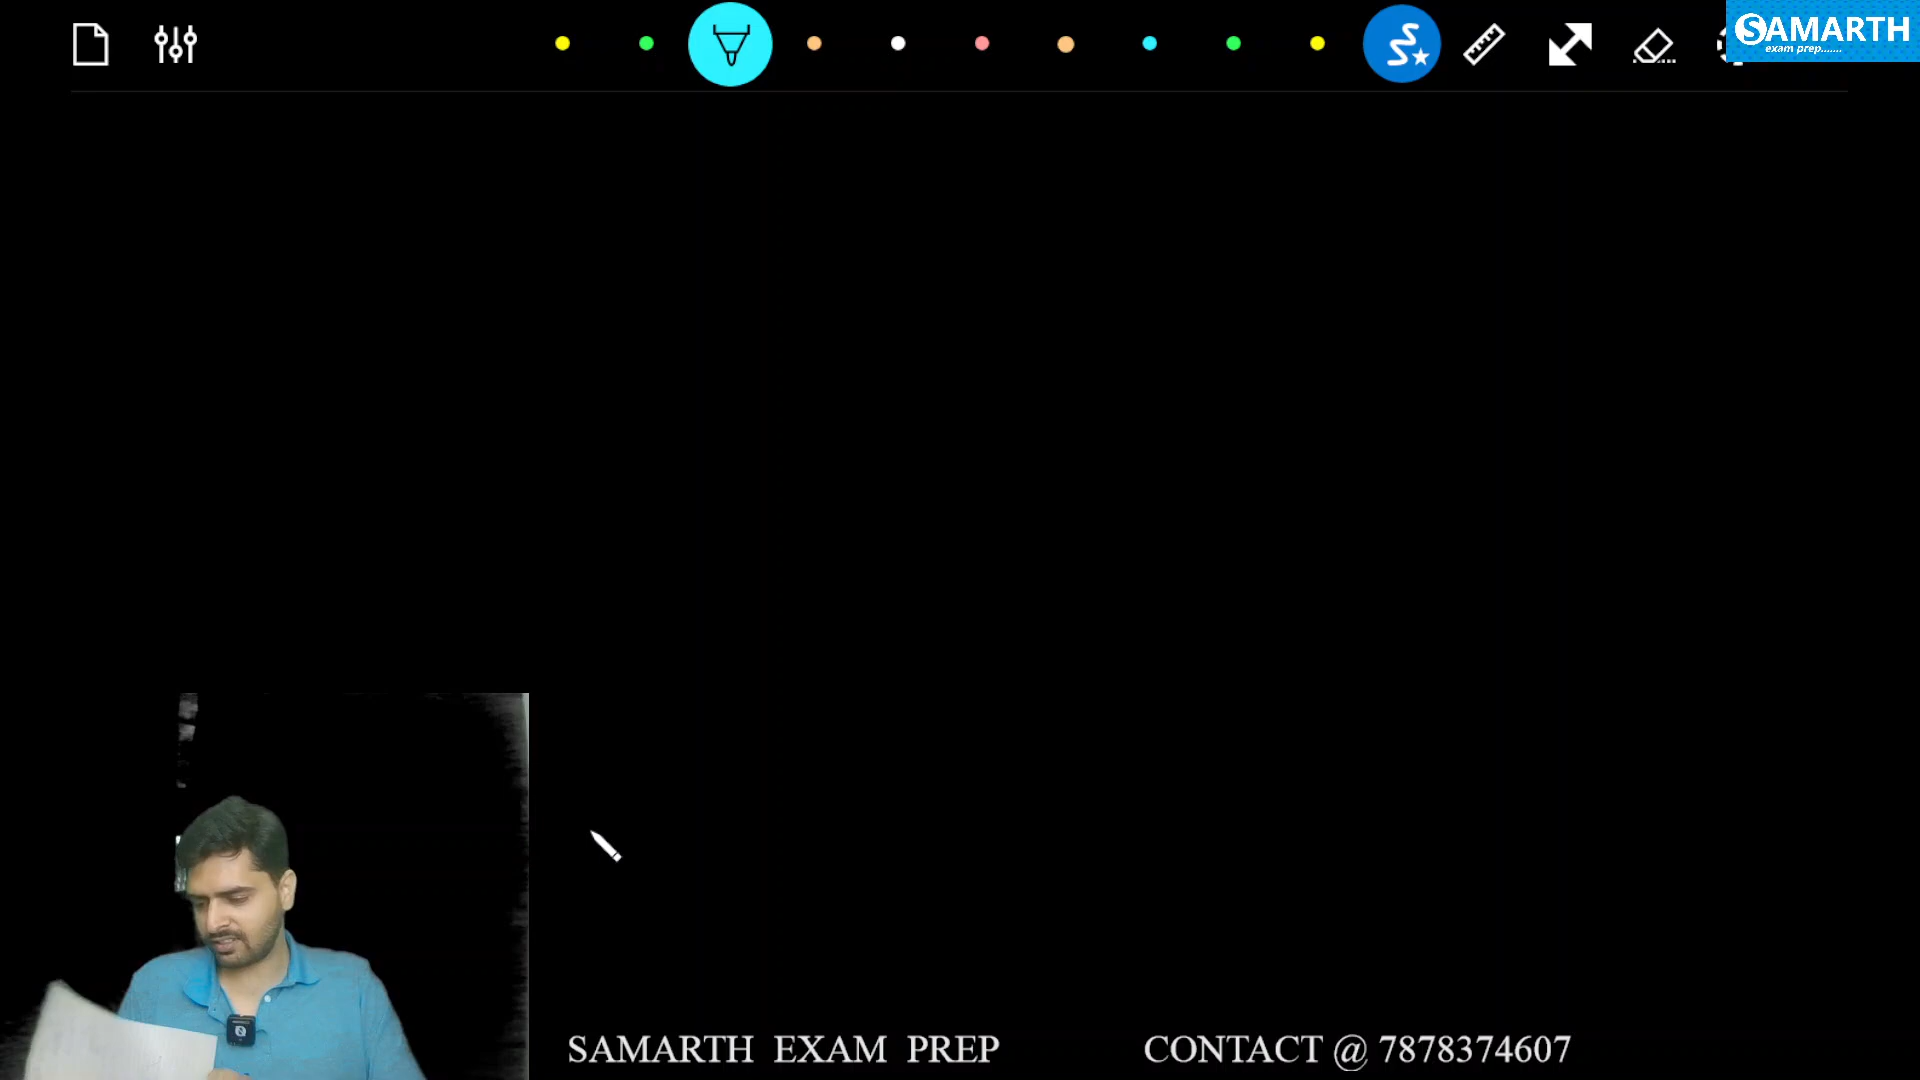 SAMARTH
exam prep.......
SAMARTH EXAM PREP CONTACT @ 7878374607